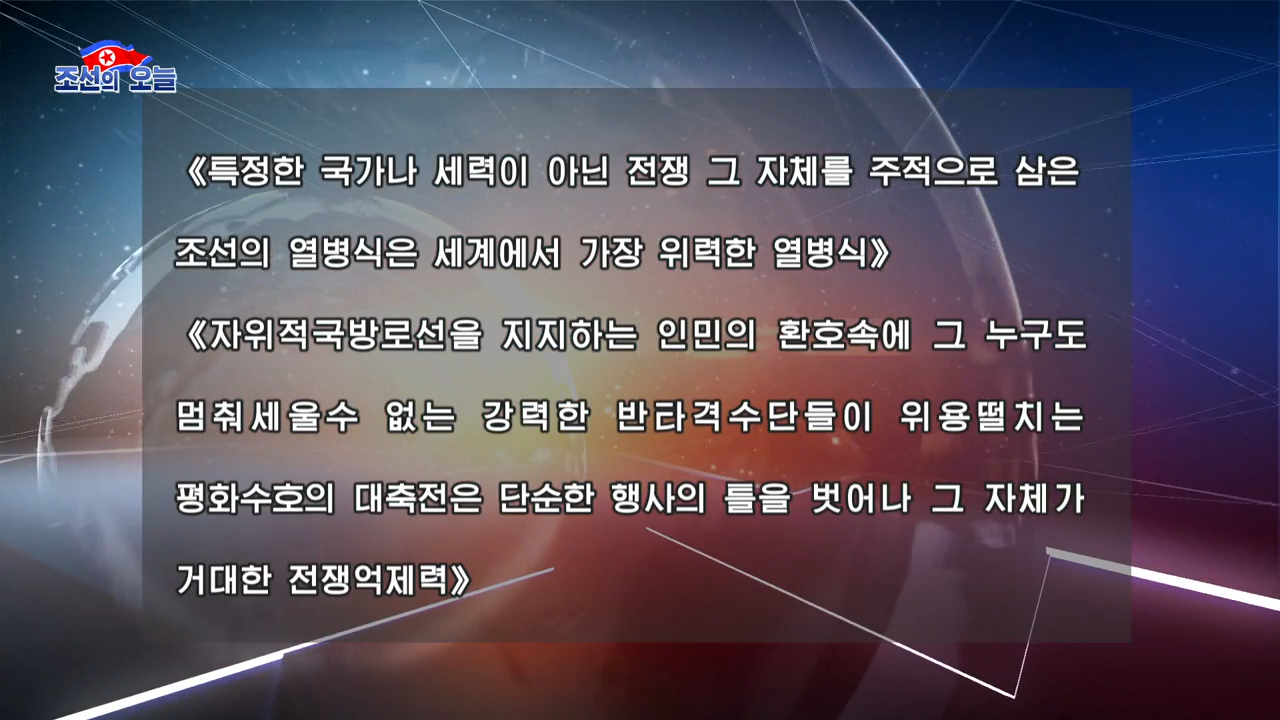 조선의 오늘
《특정한 국가나 세력이 아닌 전쟁 그 자체를 주적으로 삼은
조선의 열병식은 세계에서 가장 위력한 열병식》
《자위적국방로선을 지지하는 인민의 환호속에 그 누구도
멈춰세울수 없는 강력한 반타격수단들이 위용떨치는
평화수호의 대축전은 단순한 행사의 틀을 벗어나 그 자체가
거대한 전쟁억제력》